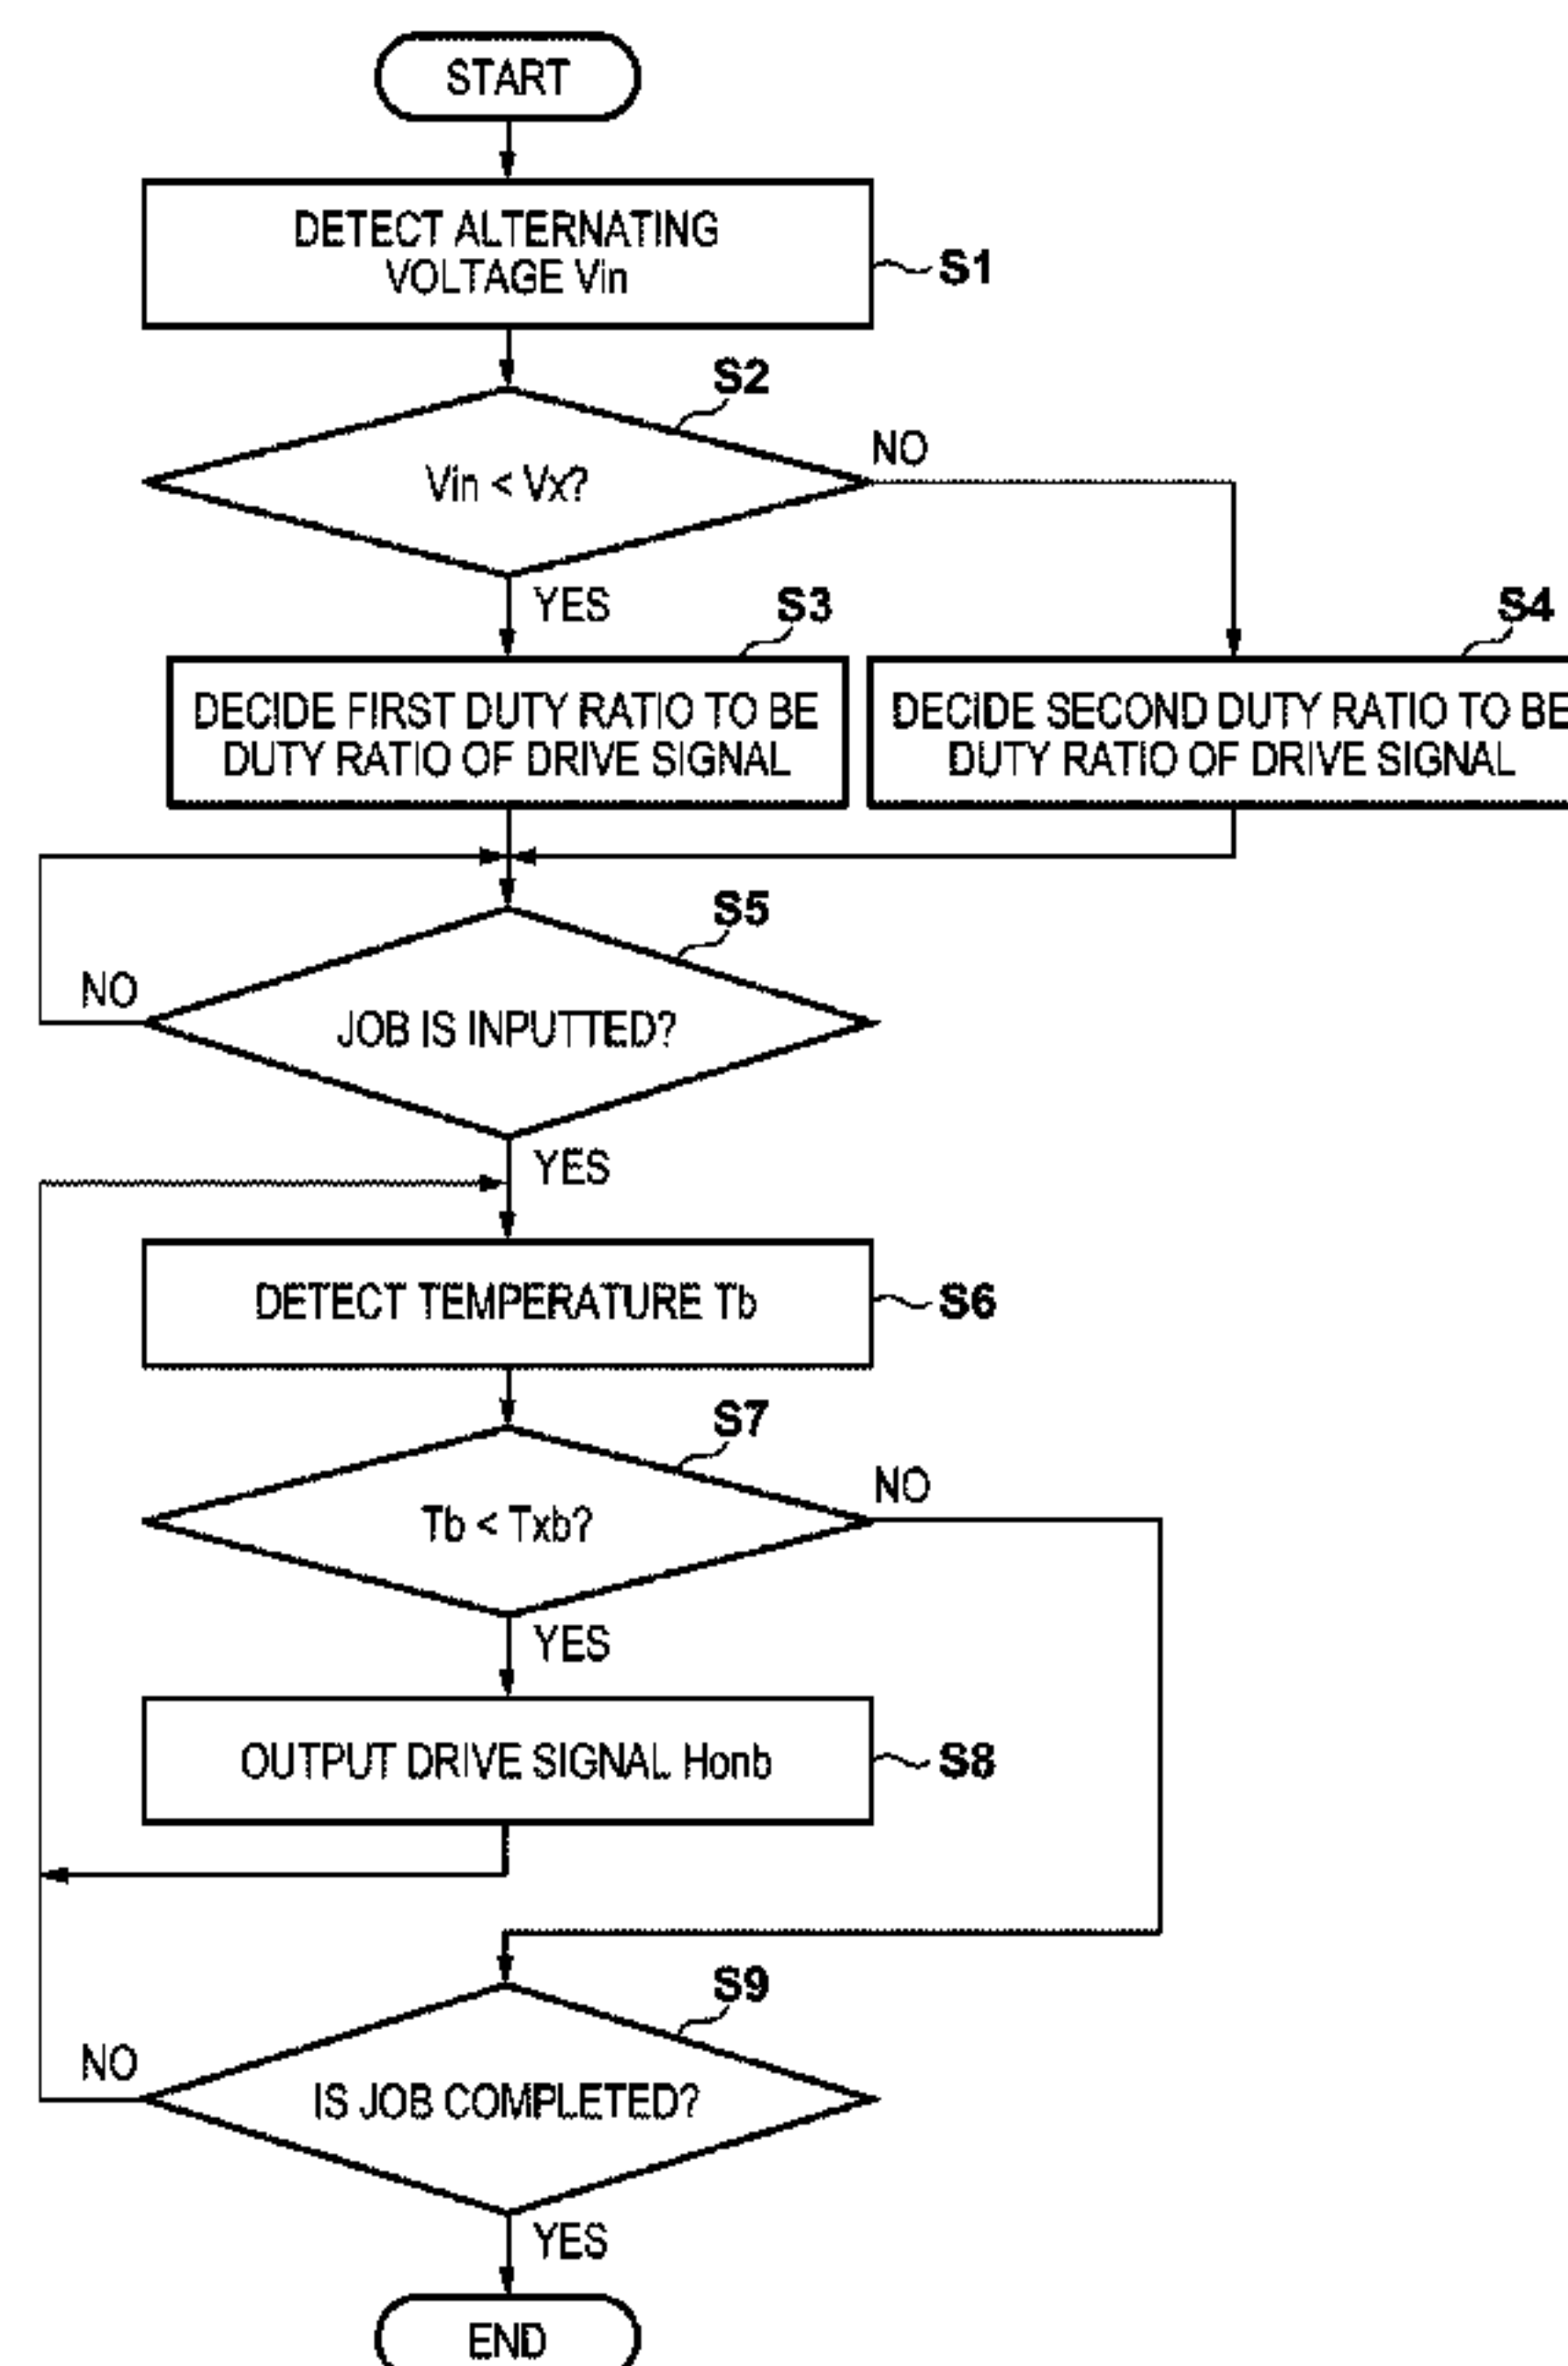 START
DETECT ALTERNATING
VOLTAGE Vin
S1
S2
Vin < Vx?
NO
YES
S3
DECIDE FIRST DUTY RATIO TO BE
DUTY RATIO OF DRIVE SIGNAL
S4
DECIDE SECOND DUTY RATIO TO BE
DUTY RATIO OF DRIVE SIGNAL
S5
NO
JOB IS INPUTTED?
YES
DETECT TEMPERATURE Tb
S6
S7
Tb < Txb?
NO
YES
OUTPUT DRIVE SIGNAL Honb
S8
S9
NO
IS JOB COMPLETED?
YES
END